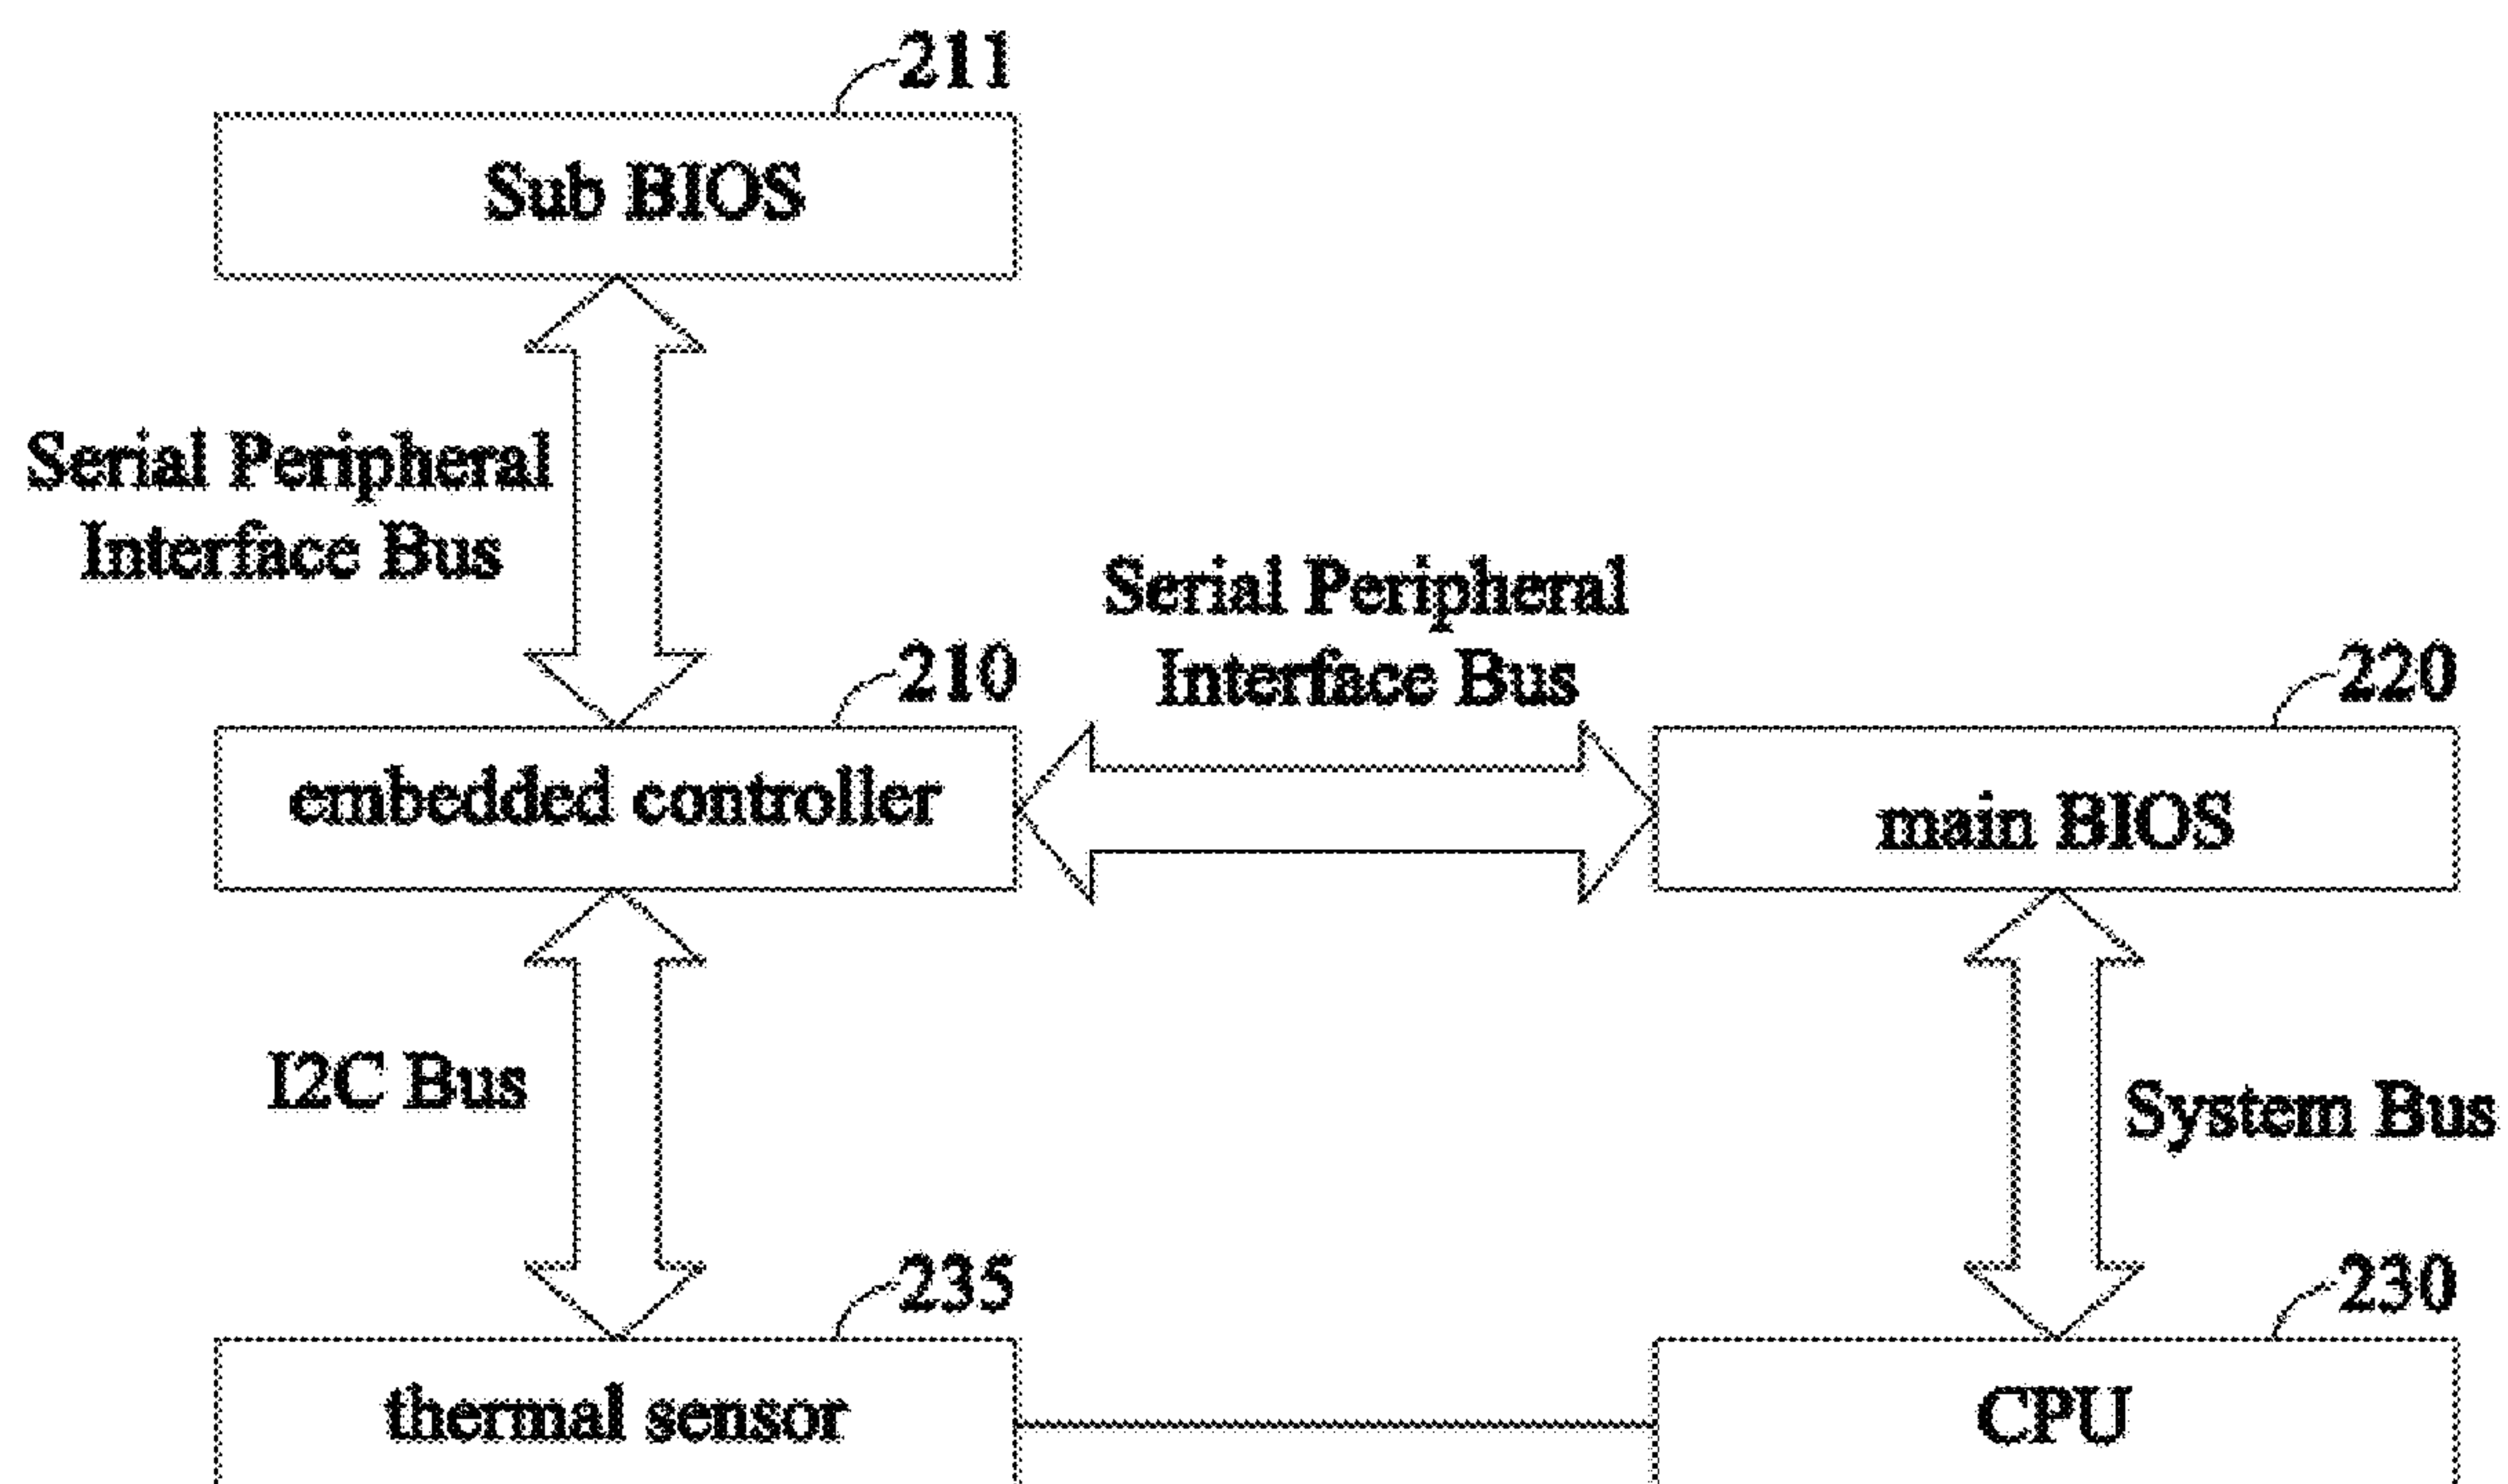 211
Sub BIOS
Serial Peripheral
Interface Bus
Serial Peripheral
Interface Bus
210
220
embedded controller
main BIOS
I2C Bus
System Bus
235
230
thermal sensor
CPU